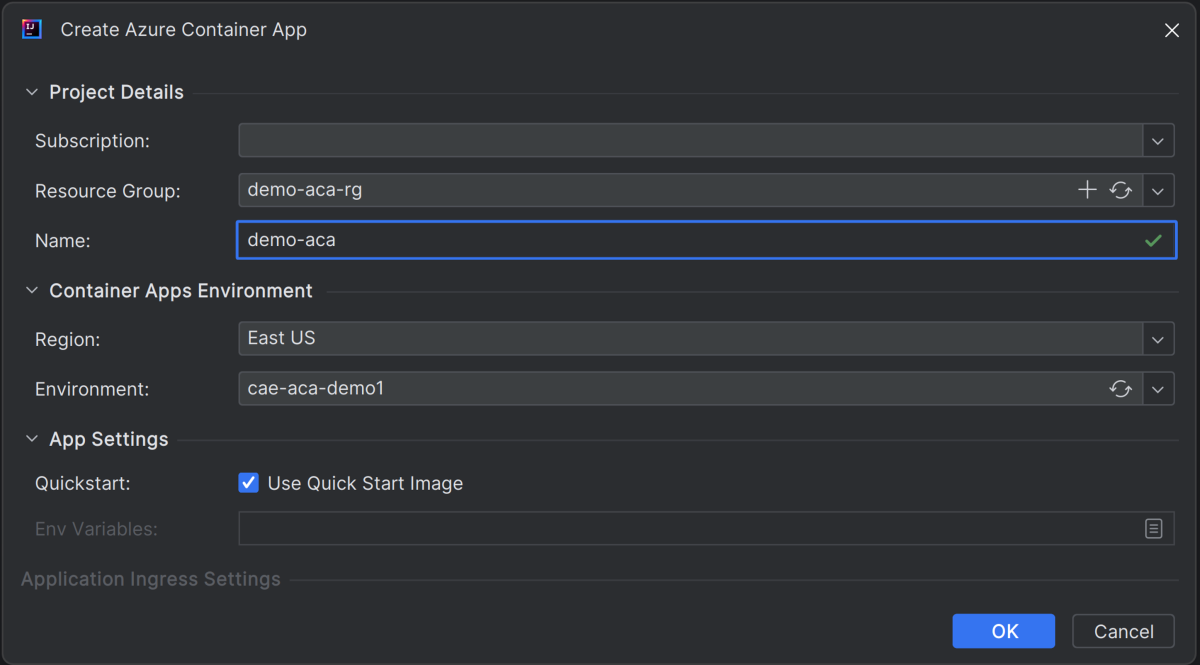 Create Azure Container App
Project Details
Subscription:
Resource Group: demo-aca-rg
Name: demo-aca
Container Apps Environment
Region: East US
Environment: cae-aca-demo1
App Settings
Quickstart: Use Quick Start Image
Env Variables:
Application Ingress Settings
OK Cancel